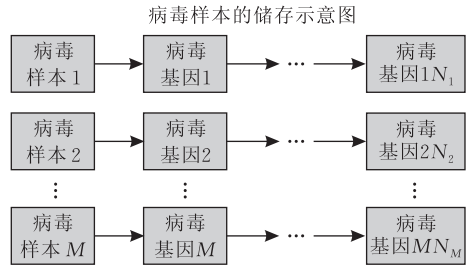 病毒样本的储存示意图
病毒
样本1
病毒
基因1
···
病毒
基因1N₁
病毒
样本2
病毒
基因2
···
病毒
基因2N₂
⋮
⋮
⋮
病毒
样本M
病毒
基因M
···
病毒
基因MN_M